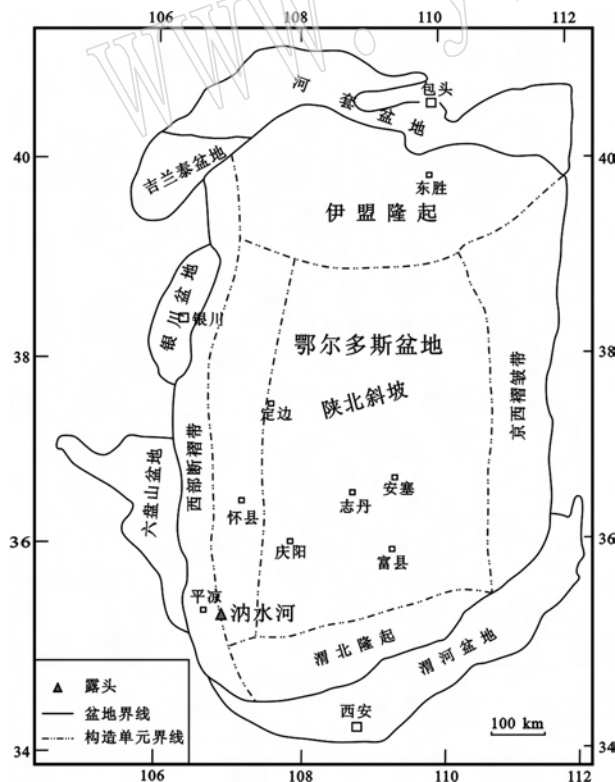 www. y
106
108
110
112
河套盆地
包头
40
40
吉兰泰盆地
东胜
伊盟隆起
银川盆地
银川
鄂尔多斯盆地
38
38
陕北斜坡
京西褶皱带
定边
六盘山盆地
西部断褶带
安塞
志丹
怀县
36
36
庆阳
富县
平凉
汭水河
渭北隆起
渭河盆地
露头
盆地界线
构造单元界线
西安
100 km
34
34
106
108
110
112